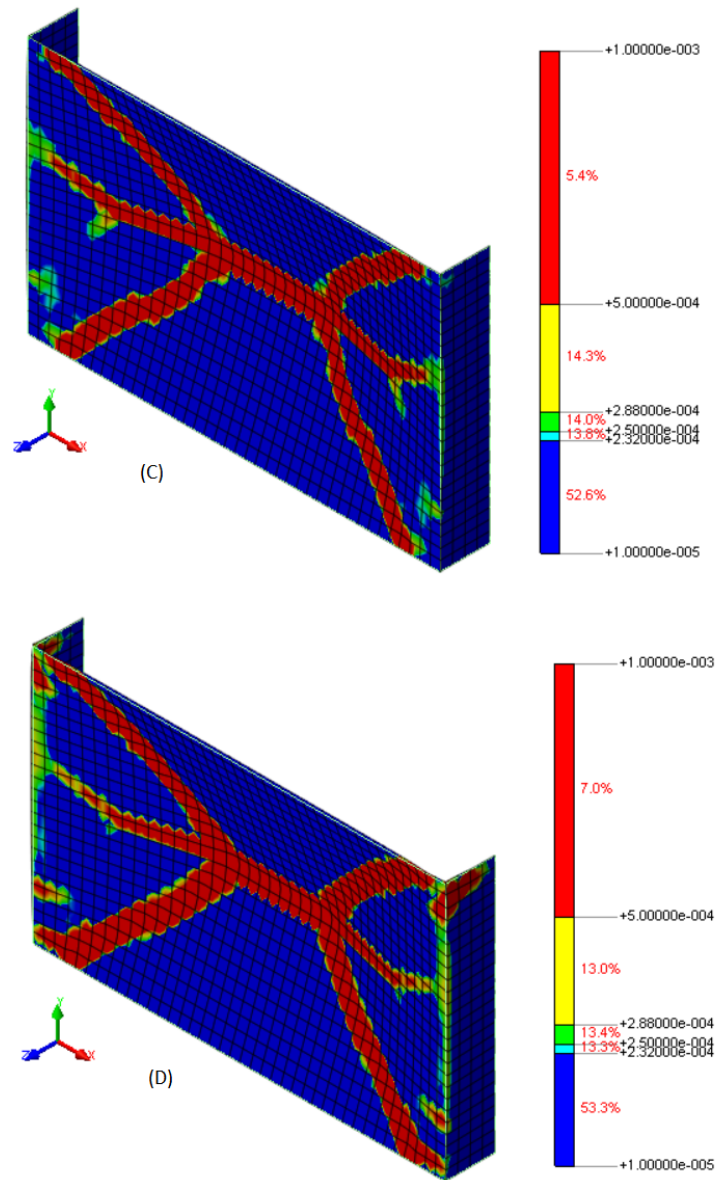 +1.00000e-003
5.4%
+5.00000e-004
14.3%
+2.88000e-004
14.0%
+2.50000e-004
13.8%
+2.32000e-004
52.6%
+1.00000e-005
Y
Z
X
(C)
+1.00000e-003
7.0%
+5.00000e-004
13.0%
+2.88000e-004
13.4%
+2.50000e-004
13.3%
+2.32000e-004
53.3%
+1.00000e-005
Y
Z
X
(D)